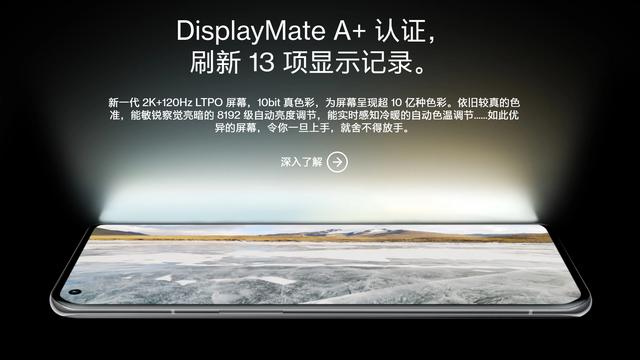 DisplayMate A+ 认证，
刷新 13 项显示记录。
新一代 2K+120Hz LTPO 屏幕，10bit 真色彩，为屏幕呈现超 10 亿种色彩。依旧较真的色
准，能敏锐察觉亮暗的 8192 级自动亮度调节，能实时感知冷暖的自动色温调节......如此优
异的屏幕，令你一旦上手，就舍不得放手。
深入了解